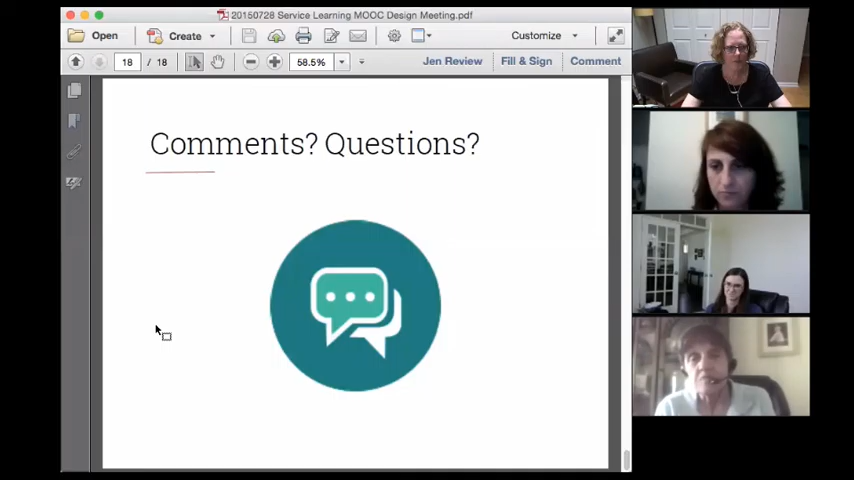 20150728 Service Learning MOOC Design Meeting.pdf
Open Create Customize
18 / 18 58.5% Jen Review Fill & Sign Comment
Comments? Questions?